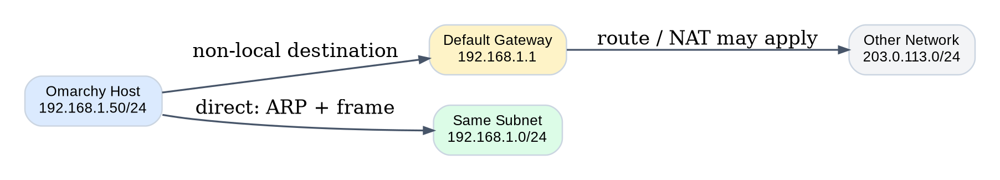 Omarchy Host
192.168.1.50/24
non-local destination
direct: ARP + frame
Default Gateway
192.168.1.1
Same Subnet
192.168.1.0/24
route / NAT may apply
Other Network
203.0.113.0/24